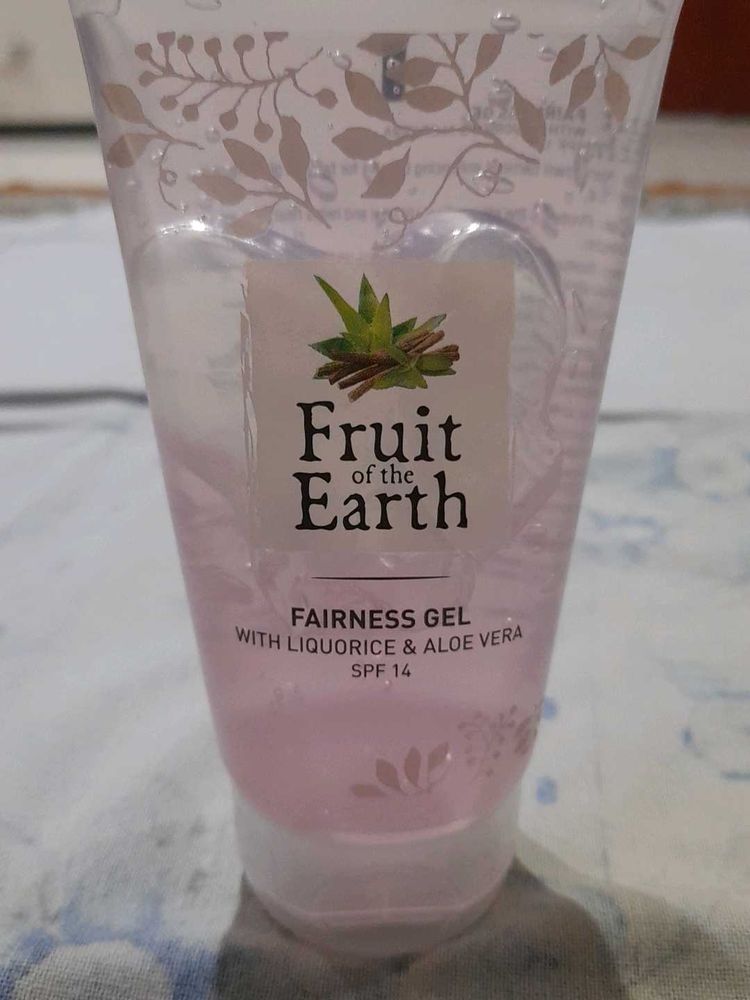 Fruit
of the
Earth
FAIRNESS GEL
WITH LIQUORICE & ALOE VERA
SPF 14